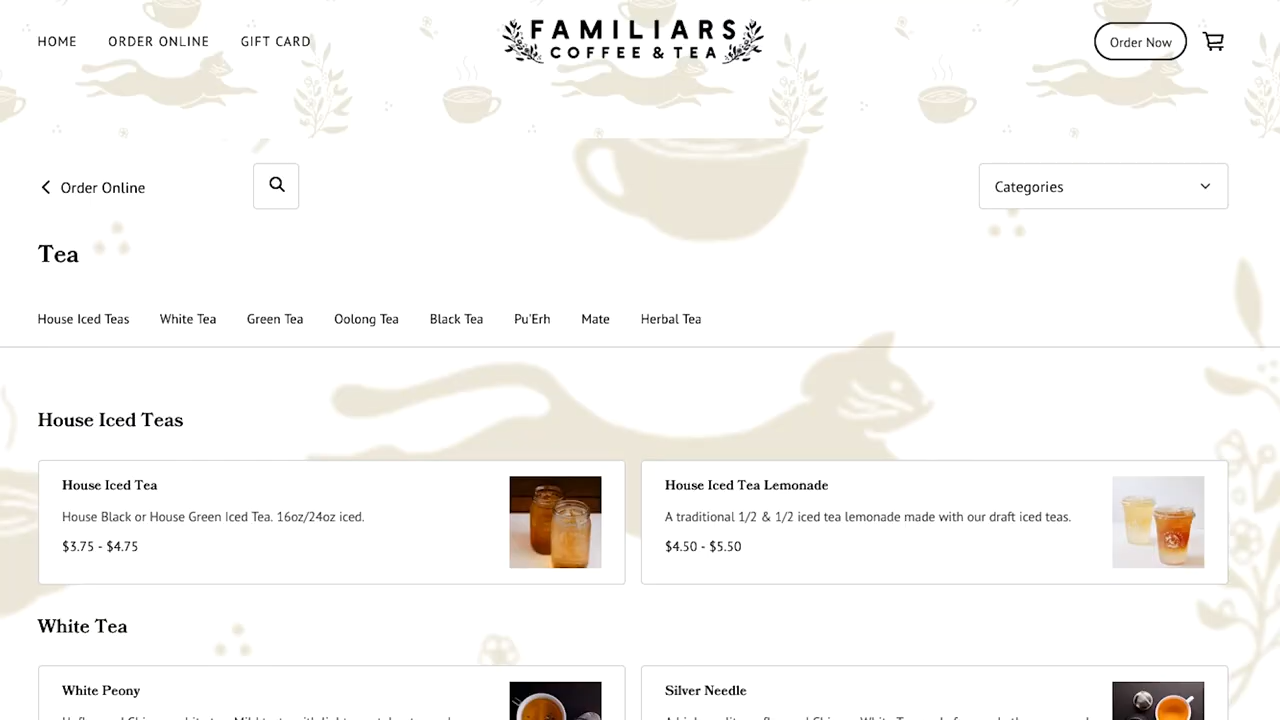 HOME ORDER ONLINE GIFT CARD
FAMILIARS
COFFEE & TEA
Order Now
Order Online
Categories
Tea
House Iced Teas White Tea Green Tea Oolong Tea Black Tea Pu'Erh Mate Herbal Tea
House Iced Teas
House Iced Tea
House Black or House Green Iced Tea. 16oz/24oz iced.
$3.75 - $4.75
House Iced Tea Lemonade
A traditional 1/2 & 1/2 iced tea lemonade made with our draft iced teas.
$4.50 - $5.50
White Tea
White Peony
Silver Needle